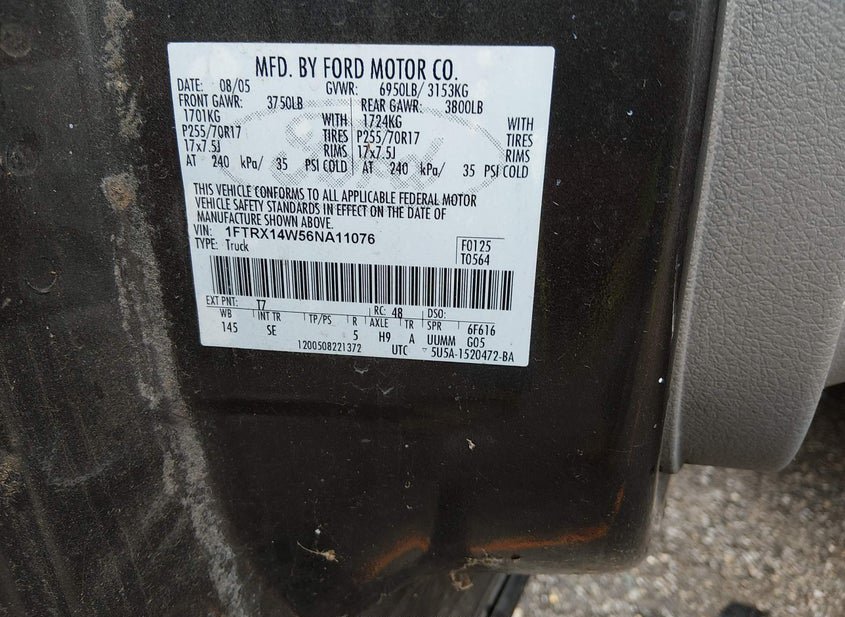 MFD. BY FORD MOTOR CO.
DATE: 08/05 GVWR: 6950LB/ 3153KG
FRONT GAWR: 3750LB REAR GAWR: 3800LB
1701KG WITH 1724KG WITH
P255/70R17 TIRES P255/70R17 TIRES
17x7.5J RIMS 17x7.5J RIMS
AT 240 kPa/ 35 PSI COLD AT 240 kPa/ 35 PSI COLD
THIS VEHICLE CONFORMS TO ALL APPLICABLE FEDERAL MOTOR
VEHICLE SAFETY STANDARDS IN EFFECT ON THE DATE OF
MANUFACTURE SHOWN ABOVE.
VIN: 1FTRX14W56NA11076
TYPE: Truck
F0125
T0564
EXT PNT: T7 RC: 48 DSO:
WB INT TR TP/PS R AXLE TR SPR 6F616
145 SE 5 H9 A UUMM G05
1200508221372 UTC 5U5A-1520472-BA
Ford